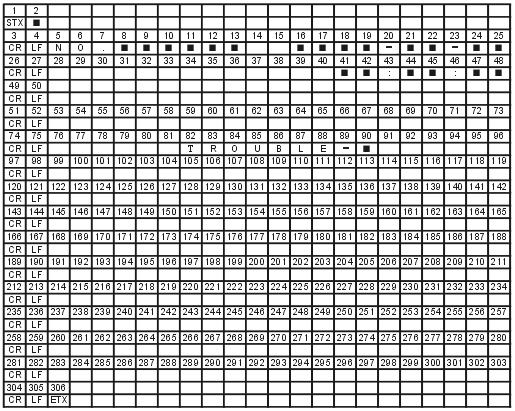 1 2
STX ■
3 4 5 6 7 8 9 10 11 12 13 14 15 16 17 18 19 20 21 22 23 24 25
CR LF N O . ■ ■ ■ ■ ■ ■ ■ ■ ■ ■ － ■ ■ － ■ ■
26 27 28 29 30 31 32 33 34 35 36 37 38 39 40 41 42 43 44 45 46 47 48
CR LF ■ ■ : ■ ■ : ■ ■
49 50
CR LF
51 52 53 54 55 56 57 58 59 60 61 62 63 64 65 66 67 68 69 70 71 72 73
CR LF
74 75 76 77 78 79 80 81 82 83 84 85 86 87 88 89 90 91 92 93 94 95 96
CR LF T R O U B L E － ■
97 98 99 100 101 102 103 104 105 106 107 108 109 110 111 112 113 114 115 116 117 118 119
CR LF
120 121 122 123 124 125 126 127 128 129 130 131 132 133 134 135 136 137 138 139 140 141 142
CR LF
143 144 145 146 147 148 149 150 151 152 153 154 155 156 157 158 159 160 161 162 163 164 165
CR LF
166 167 168 169 170 171 172 173 174 175 176 177 178 179 180 181 182 183 184 185 186 187 188
CR LF
189 190 191 192 193 194 195 196 197 198 199 200 201 202 203 204 205 206 207 208 209 210 211
CR LF
212 213 214 215 216 217 218 219 220 221 222 223 224 225 226 227 228 229 230 231 232 233 234
CR LF
235 236 237 238 239 240 241 242 243 244 245 246 247 248 249 250 251 252 253 254 255 256 257
CR LF
258 259 260 261 262 263 264 265 266 267 268 269 270 271 272 273 274 275 276 277 278 279 280
CR LF
281 282 283 284 285 286 287 288 289 290 291 292 293 294 295 296 297 298 299 300 301 302 303
CR LF
304 305 306
CR LF ETX